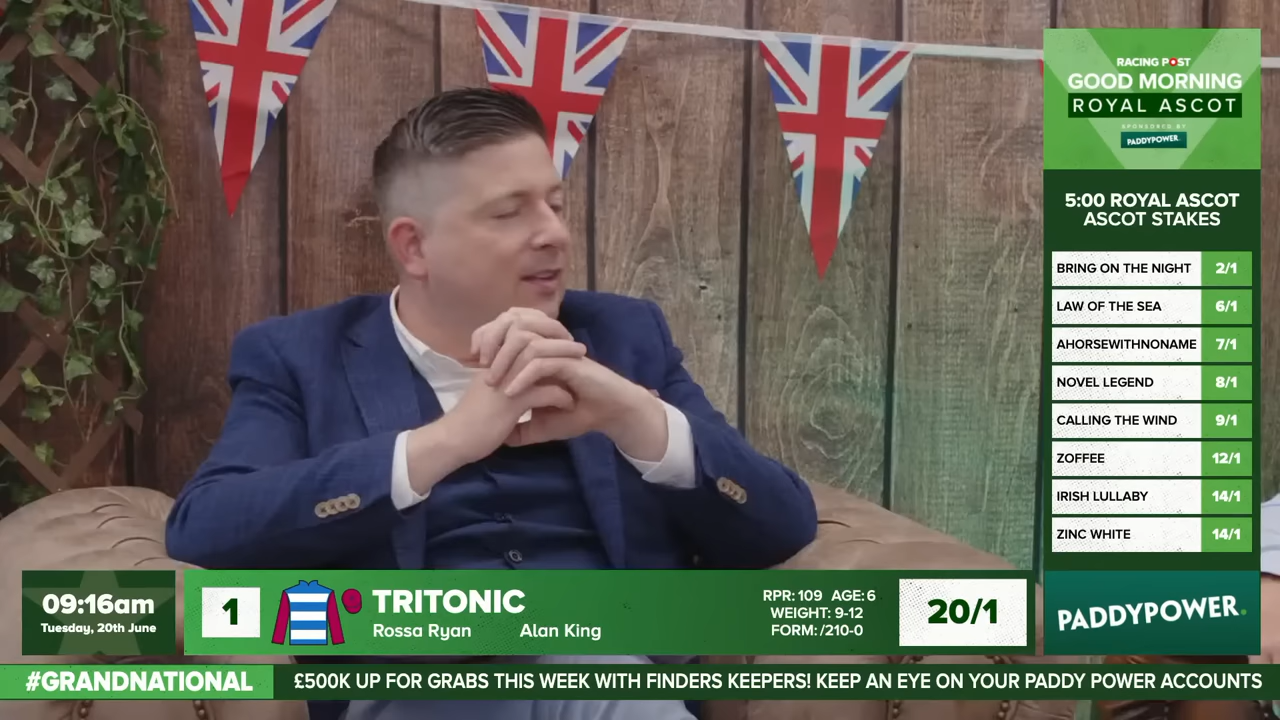 RACING POST
GOOD MORNING
ROYAL ASCOT
SPONSORED BY
PADDYPOWER.
5:00 ROYAL ASCOT
ASCOT STAKES
BRING ON THE NIGHT 2/1
LAW OF THE SEA 6/1
AHORSEWITHNONAME 7/1
NOVEL LEGEND 8/1
CALLING THE WIND 9/1
ZOFFEE 12/1
IRISH LULLABY 14/1
ZINC WHITE 14/1
09:16am
Tuesday, 20th June
1
TRITONIC
Rossa Ryan Alan King
RPR: 109 AGE: 6
WEIGHT: 9-12
FORM: /210-0
20/1
PADDYPOWER.
#GRANDNATIONAL
£500K UP FOR GRABS THIS WEEK WITH FINDERS KEEPERS! KEEP AN EYE ON YOUR PADDY POWER ACCOUNTS